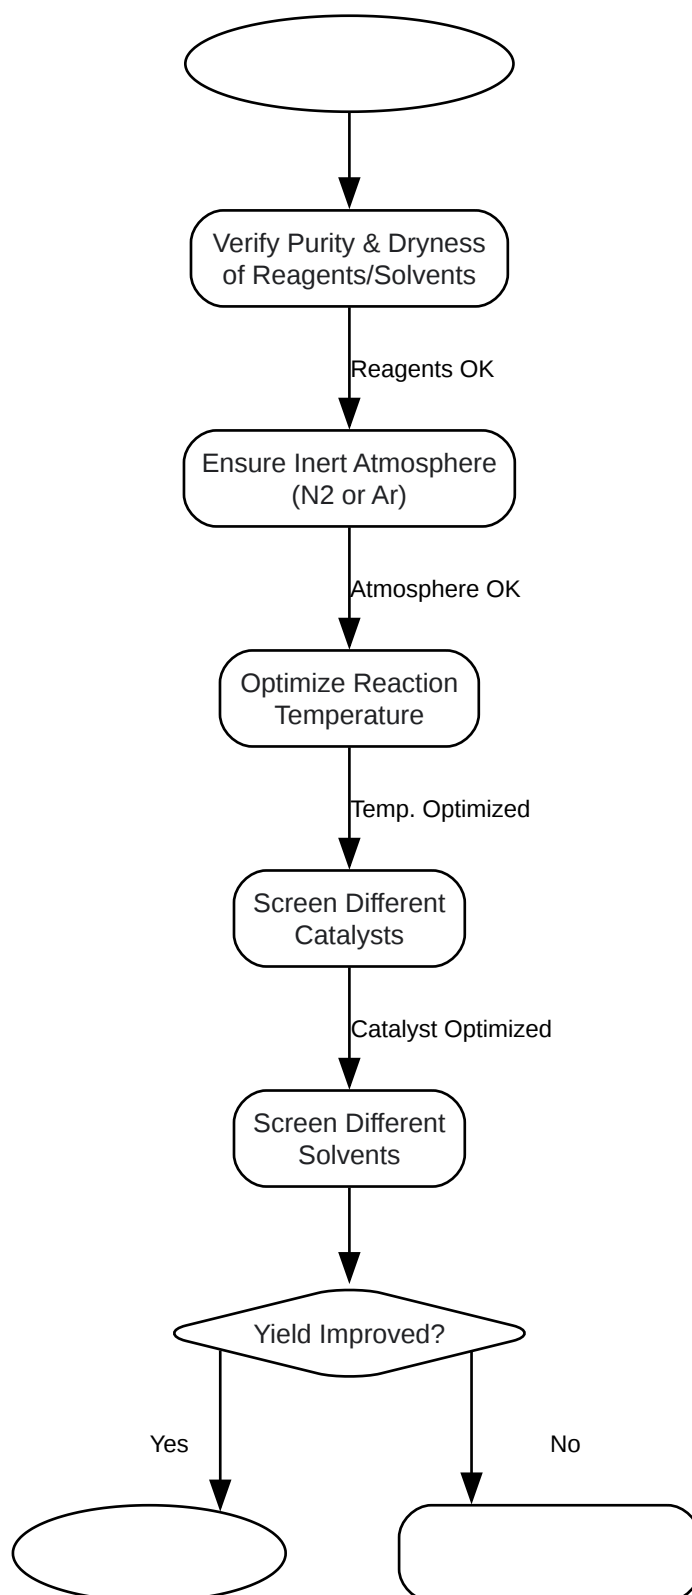 Verify Purity & Dryness
of Reagents/Solvents
Reagents OK
Ensure Inert Atmosphere
(N2 or Ar)
Atmosphere OK
Optimize Reaction
Temperature
Temp. Optimized
Screen Different
Catalysts
Catalyst Optimized
Screen Different
Solvents
Yield Improved?
Yes
No